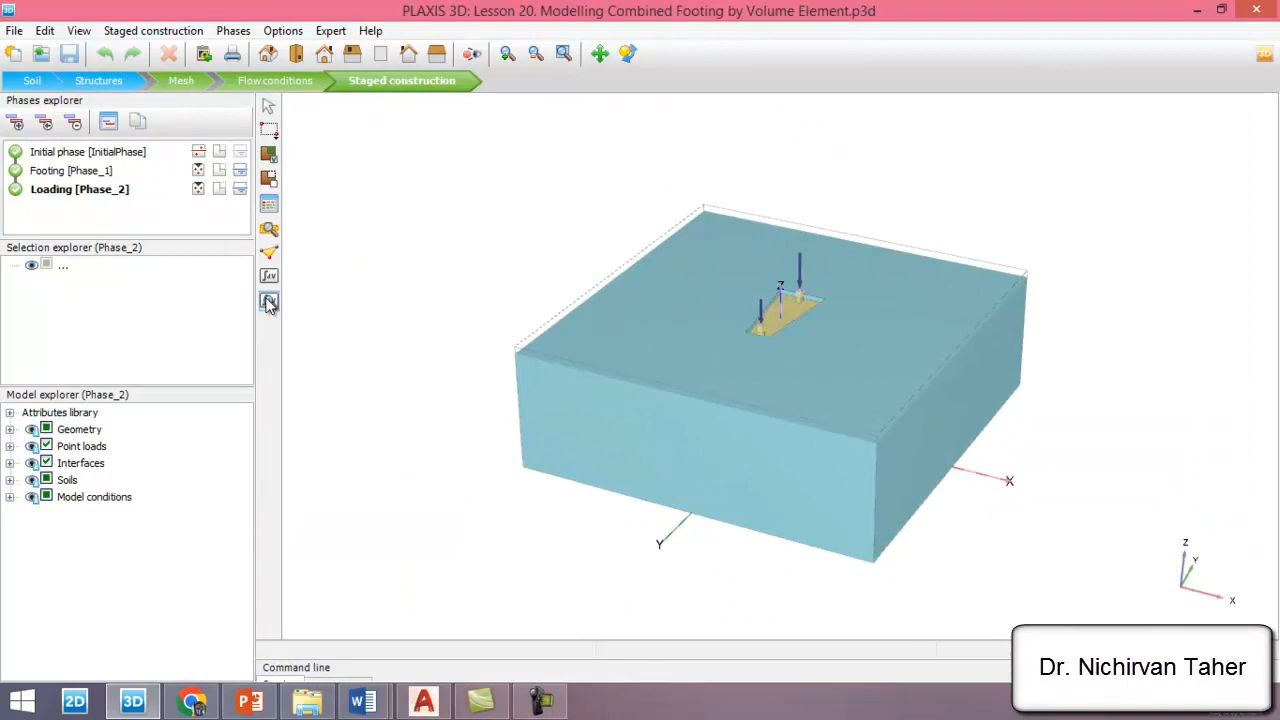 PLAXIS 3D: Lesson 20. Modelling Combined Footing by Volume Element.p3d
File Edit View Staged construction Phases Options Expert Help
Soil Structures Mesh Flow conditions Staged construction
Phases explorer
Initial phase [InitialPhase]
Footing [Phase_1]
Loading [Phase_2]
Selection explorer (Phase_2)
...
Model explorer (Phase_2)
Attributes library
Geometry
Point loads
Interfaces
Soils
Model conditions
Z
X
Y
Z
Y
X
Command line
Dr. Nichirvan Taher
2D 3D